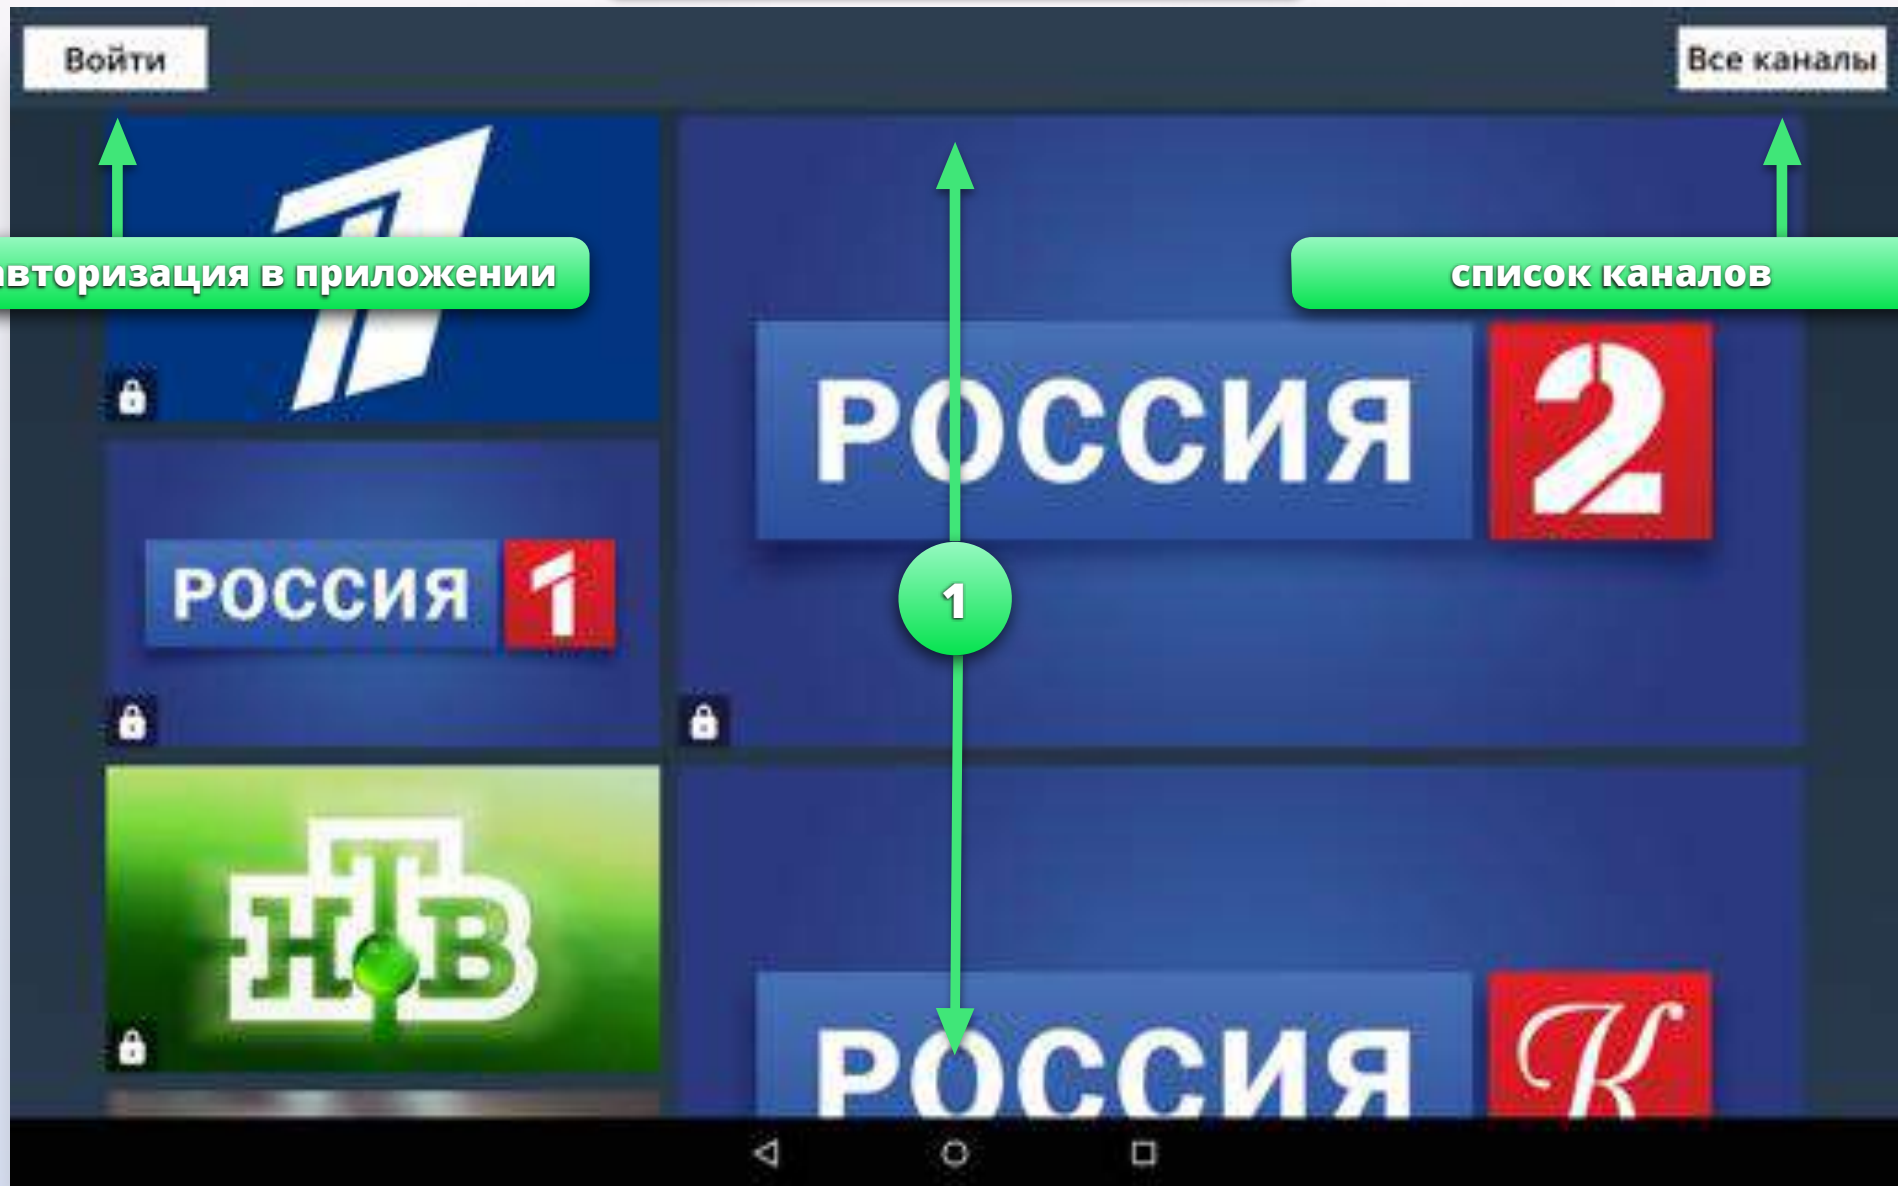 Войти
Все каналы
авторизация в приложении
список каналов
РОССИЯ 2
1
РОССИЯ 1
НТВ
РОССИЯ К